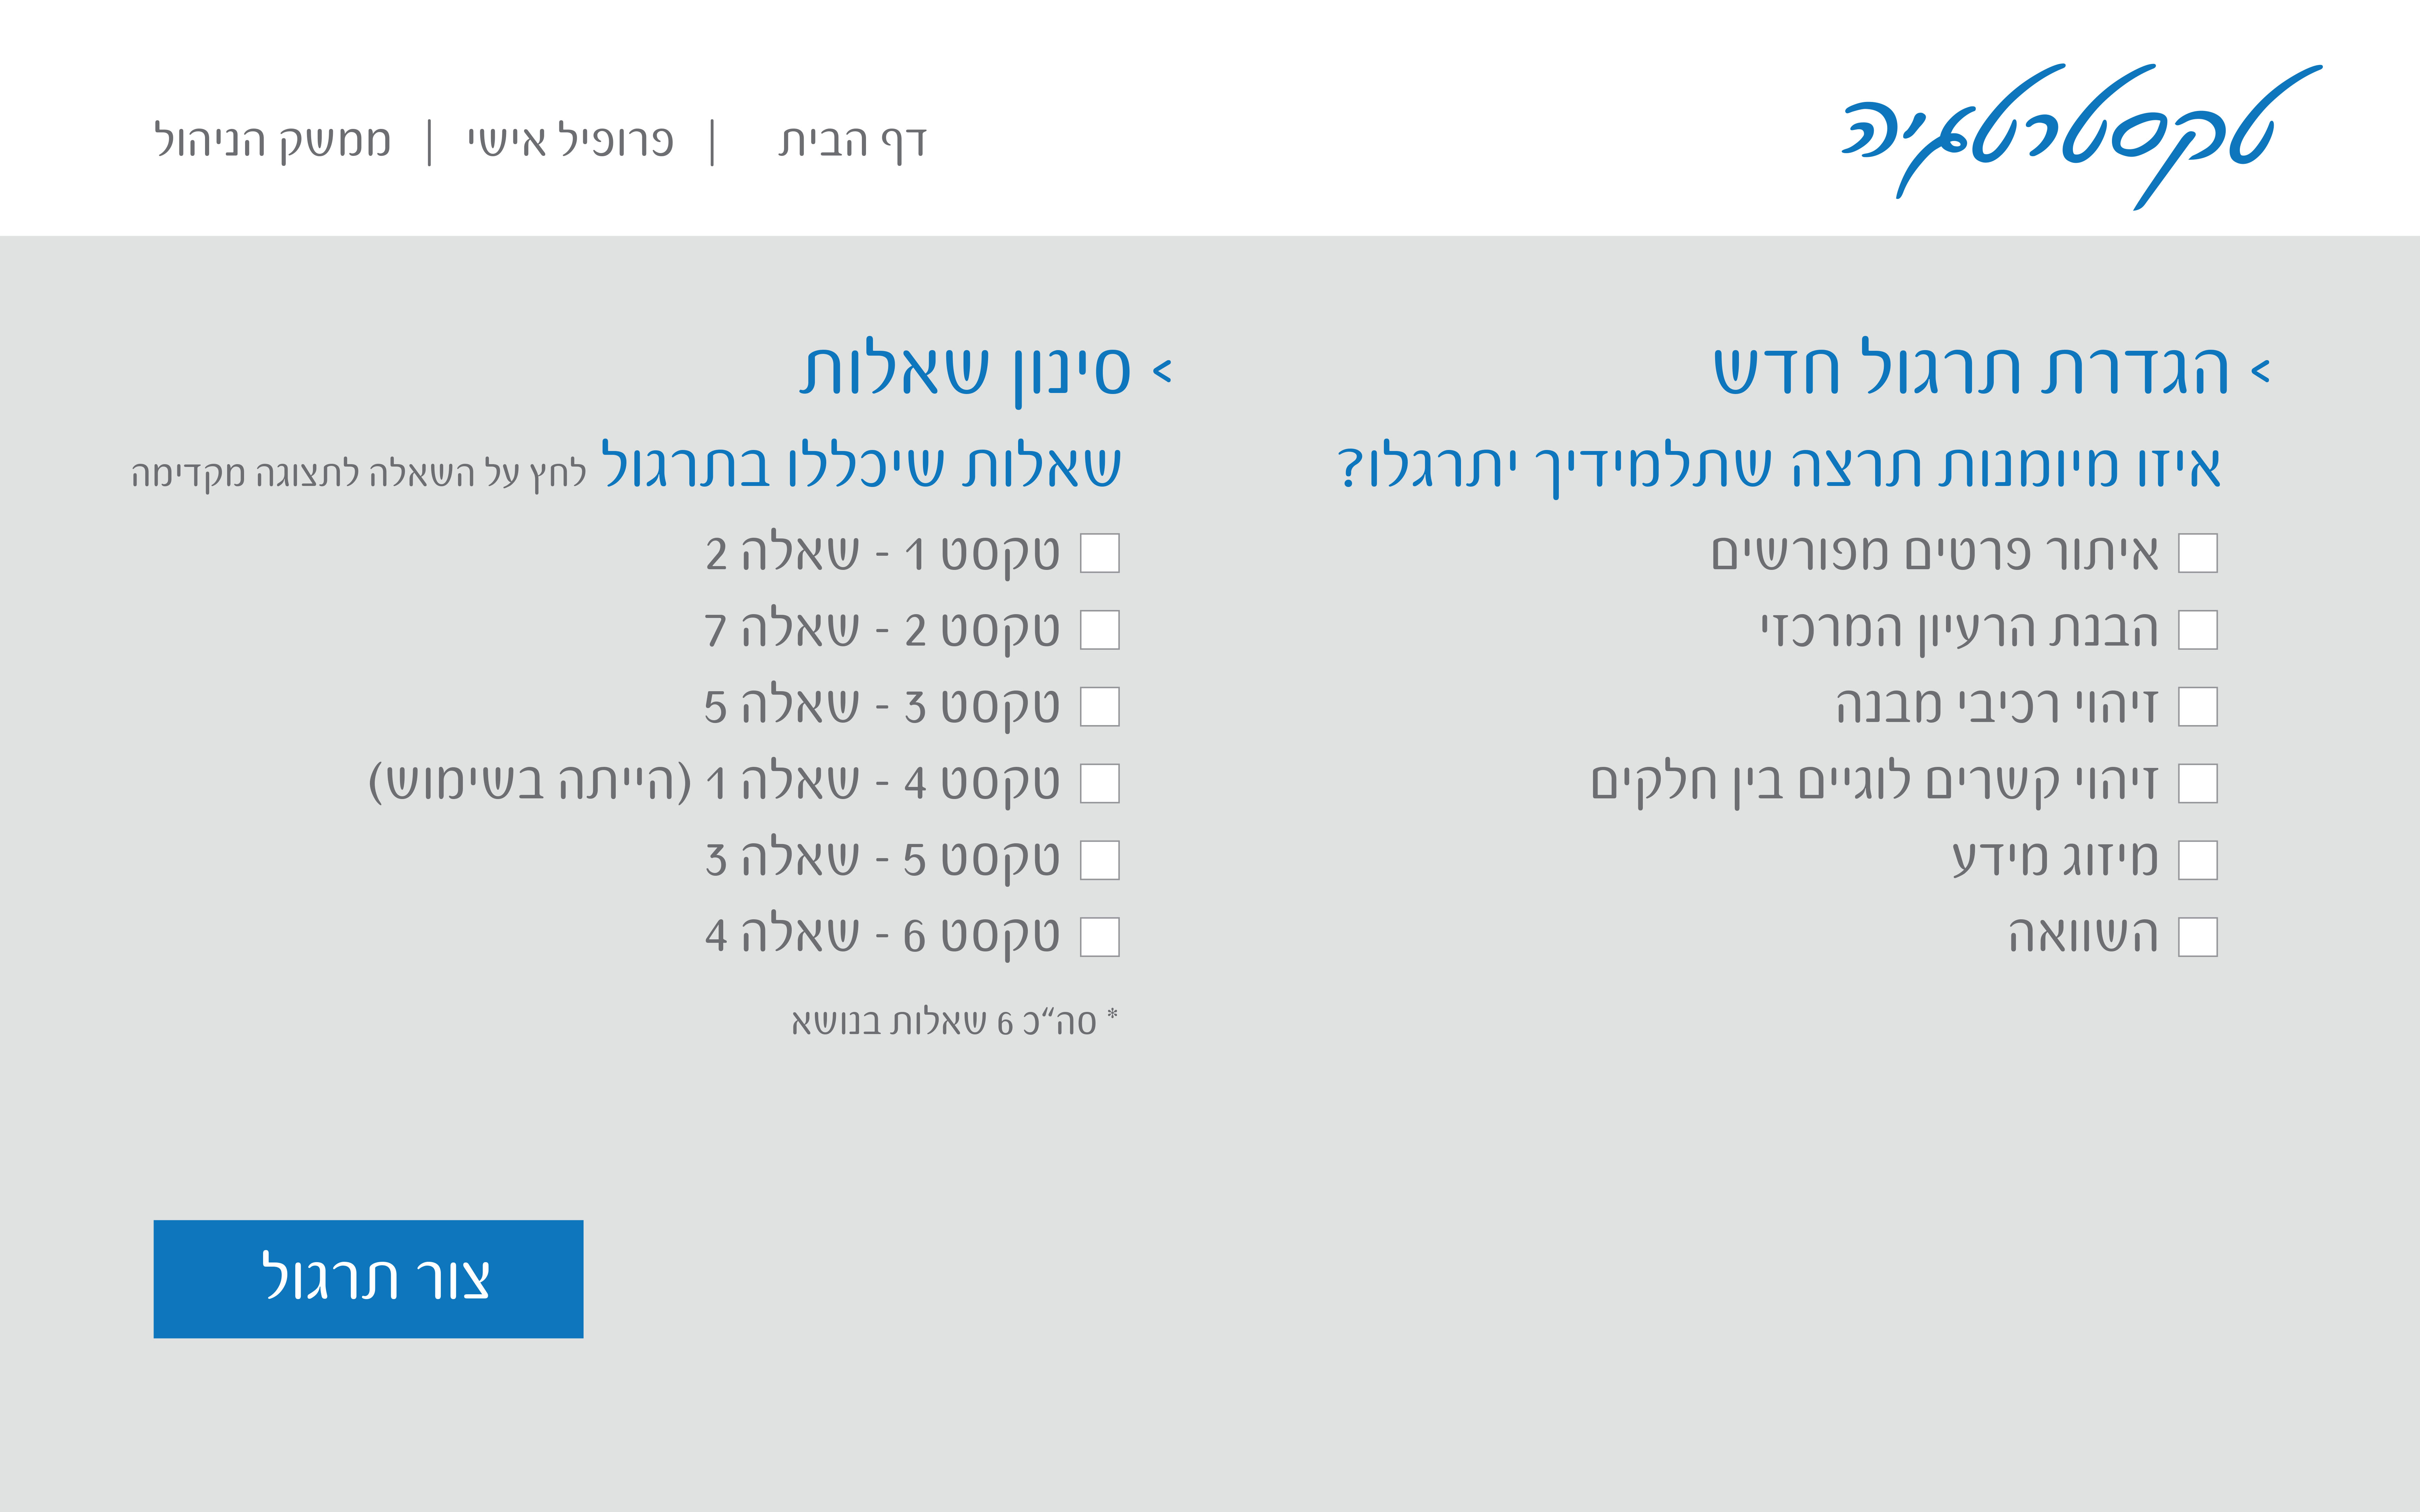 טקסטרטגיה
דף הבית | פרופיל אישי | ממשק הניהול
> הגדרת תרגול חדש
איזו מיומנות תרצה שתלמידיך יתרגלו?
איתור פרטים מפורשים
הבנת הרעיון המרכזי
זיהוי רכיבי מבנה
זיהוי קשרים לוגיים בין חלקים
מיזוג מידע
השוואה
> סינון שאלות
שאלות שיכללו בתרגול לחץ על השאלה לתצוגה מקדימה
טקסט 1 - שאלה 2
טקסט 2 - שאלה 7
טקסט 3 - שאלה 5
טקסט 4 - שאלה 1 (הייתה בשימוש)
טקסט 5 - שאלה 3
טקסט 6 - שאלה 4
* סה״כ 6 שאלות בנושא
צור תרגול